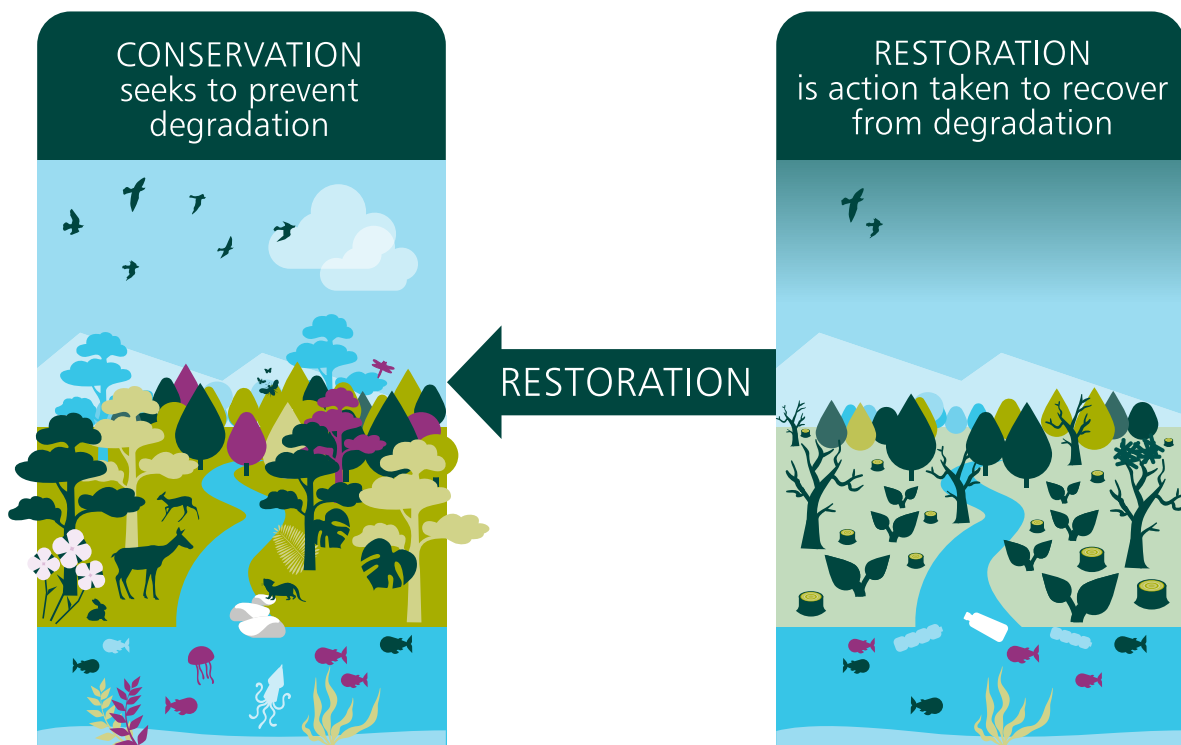 CONSERVATION
seeks to prevent
degradation
RESTORATION
is action taken to recover
from degradation
RESTORATION